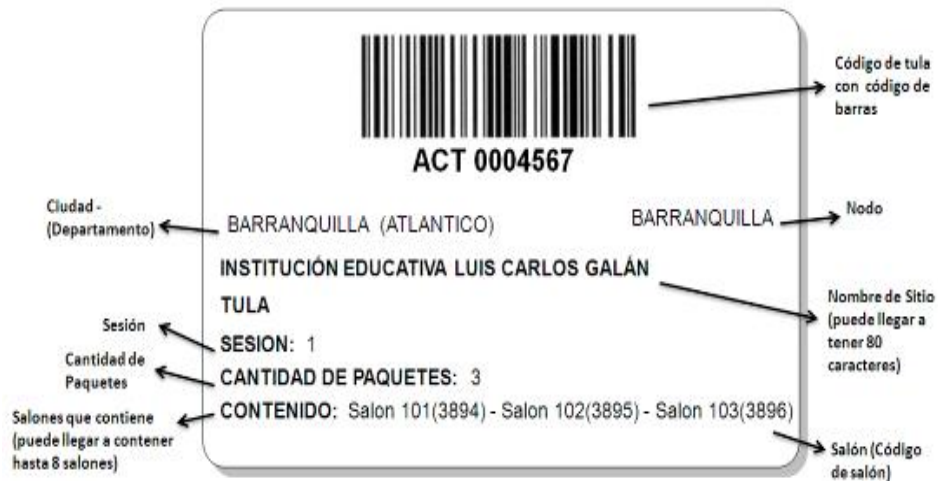 Código de tula
con código de
barras
ACT 0004567
Ciudad -
(Departamento)
BARRANQUILLA (ATLANTICO)
BARRANQUILLA
Nodo
INSTITUCIÓN EDUCATIVA LUIS CARLOS GALÁN
TULA
Nombre de Sitio
(puede llegar a
tener 80
caracteres)
Sesión
SESION: 1
Cantidad de
Paquetes
CANTIDAD DE PAQUETES: 3
Salones que contiene
(puede llegar a contener
hasta 8 salones)
CONTENIDO: Salon 101(3894) - Salon 102(3895) - Salon 103(3896)
Salón (Código
de salón)